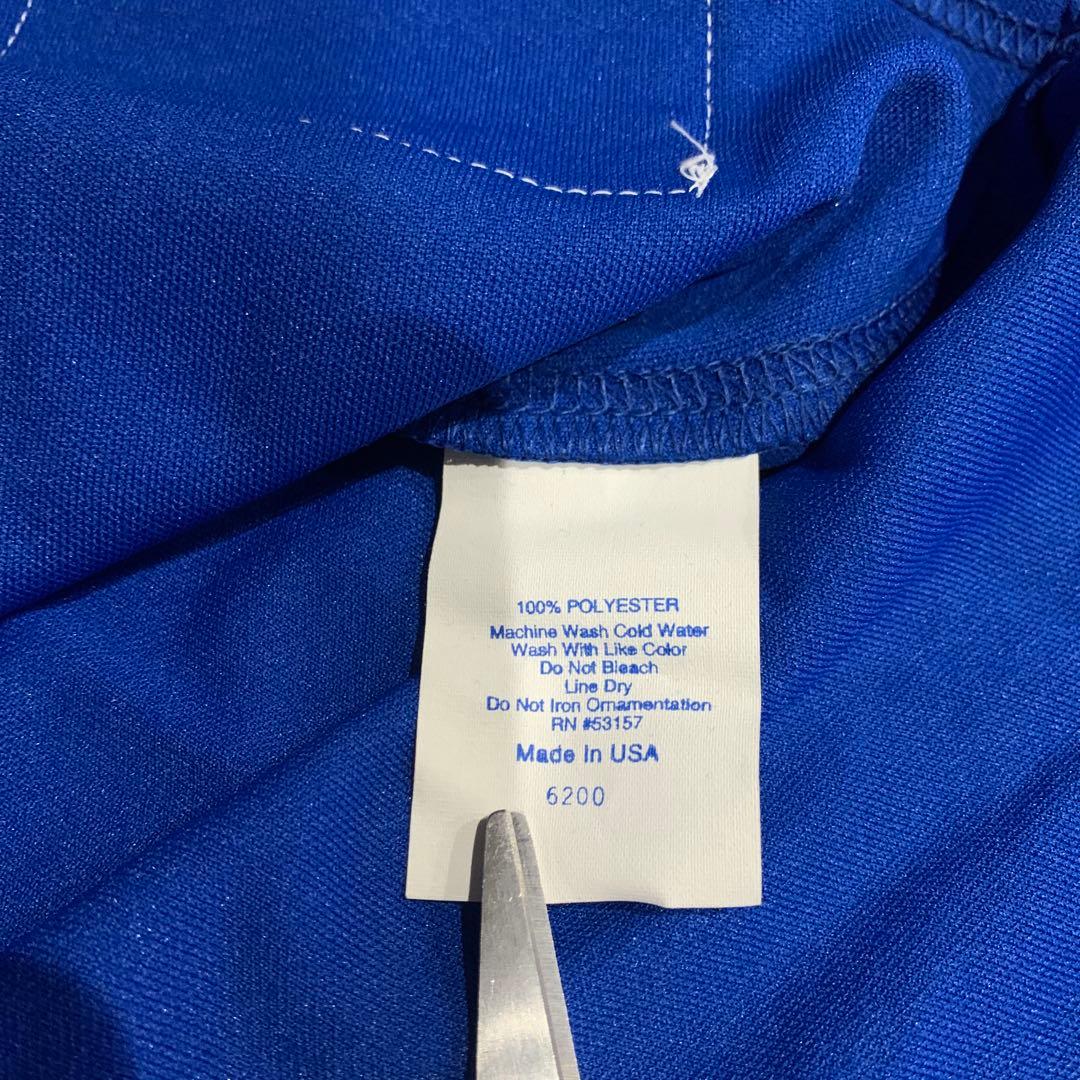 100% POLYESTER
Machine Wash Cold Water
Wash With Like Color
Do Not Bleach
Line Dry
Do Not Iron Ornamentation
RN #53157
Made In USA
6200